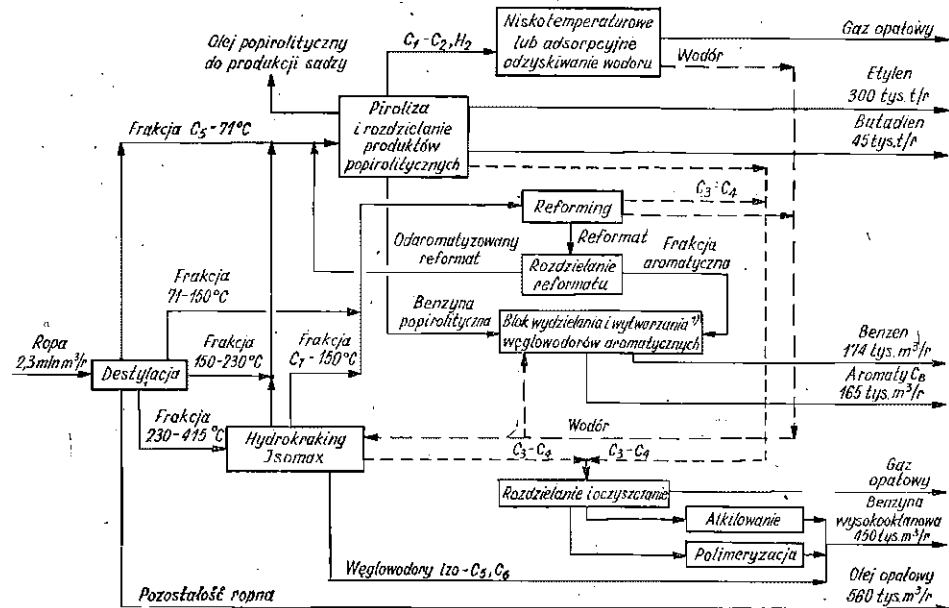 Olej popirolityczny
do produkcji sadzy
C₁-C₂, H₂
Niskotemperaturowe
lub adsorpcyjne
odzyskiwanie wodoru
Gaz opałowy
Wodór
Etylen
300 tys.t/r
Butadien
45 tys.t/r
Frakcja C₅-71°C
Piroliza
i rozdzielanie
produktów
popirolitycznych
C₃-C₄
Reforming
Reformat
Odaromatyzowany
reformat
Frakcja
aromatyczna
Rozdzielanie
reformatu
Frakcja
71-150°C
Benzyna
popirolityczna
Blok wydzielania i wytwarzania *)
węglowodorów aromatycznych
Frakcja
C₇-150°C
Ropa
2,3 mln m³/r
Destylacja
Frakcja
150-230°C
Benzen
174 tys.m³/r
Aromaty C₈
165 tys.m³/r
Frakcja
230-415°C
Hydrokraking
Isomax
Wodór
C₃-C₄
C₃-C₄
Gaz
opałowy
Rozdzielanie i oczyszczanie
Alkilowanie
Polimeryzacja
Benzyna
wysokooktanowa
450 tys.m³/r
Węglowodory izo-C₅, C₆
Pozostałość ropna
Olej opałowy
560 tys.m³/r